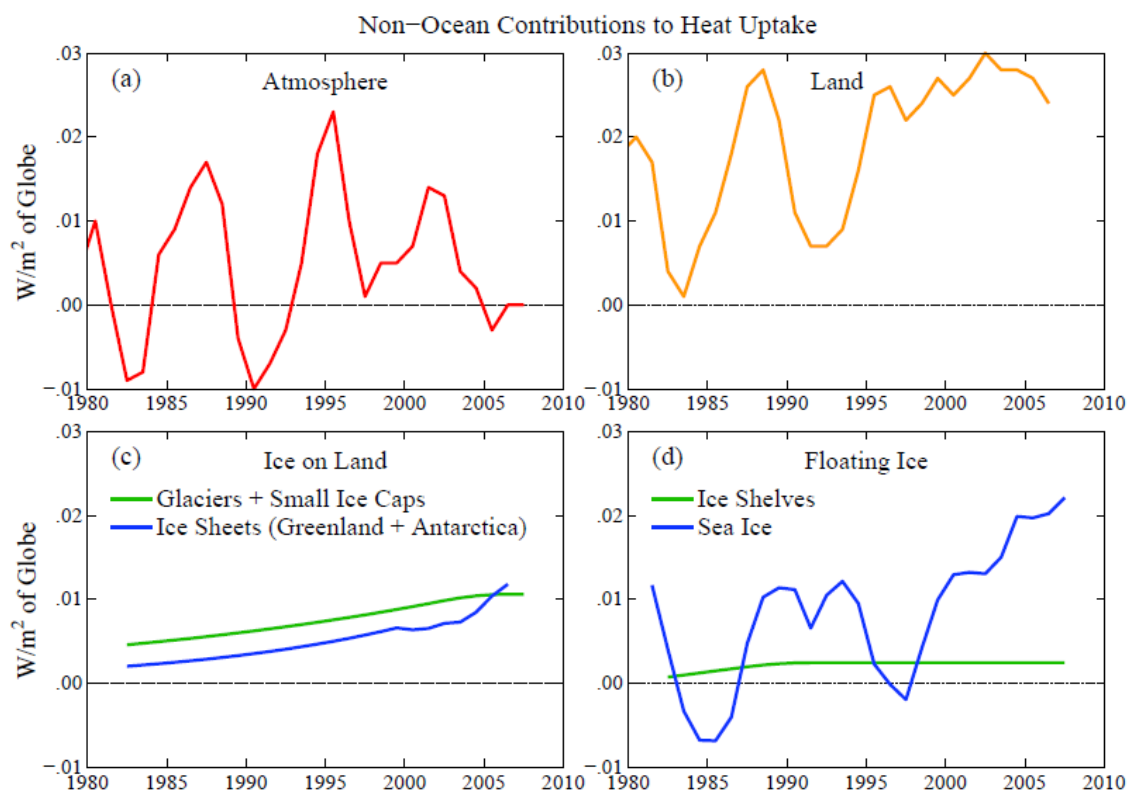 Non−Ocean Contributions to Heat Uptake
(a) Atmosphere
W/m² of Globe
.03
.02
.01
.00
−.01
1980 1985 1990 1995 2000 2005 2010
(b) Land
.03
.02
.01
.00
−.01
1980 1985 1990 1995 2000 2005 2010
(c) Ice on Land
Glaciers + Small Ice Caps
Ice Sheets (Greenland + Antarctica)
W/m² of Globe
.03
.02
.01
.00
−.01
1980 1985 1990 1995 2000 2005 2010
(d) Floating Ice
Ice Shelves
Sea Ice
.03
.02
.01
.00
−.01
1980 1985 1990 1995 2000 2005 2010